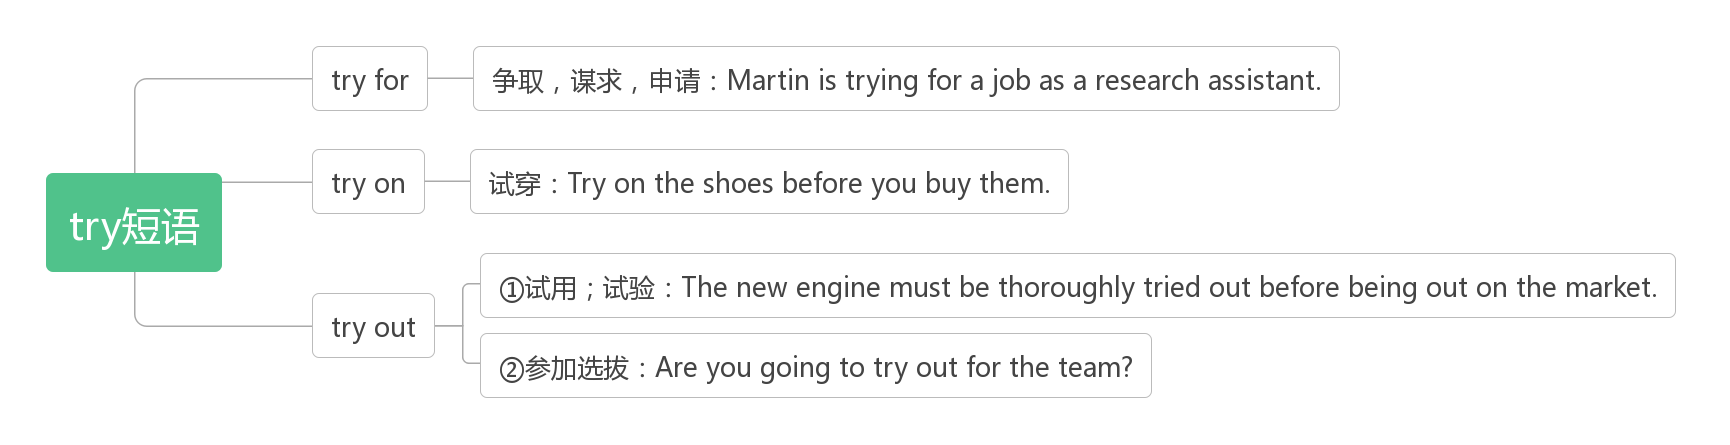 try短语
try for
争取，谋求，申请：Martin is trying for a job as a research assistant.
try on
试穿：Try on the shoes before you buy them.
try out
①试用；试验：The new engine must be thoroughly tried out before being out on the market.
②参加选拔：Are you going to try out for the team?